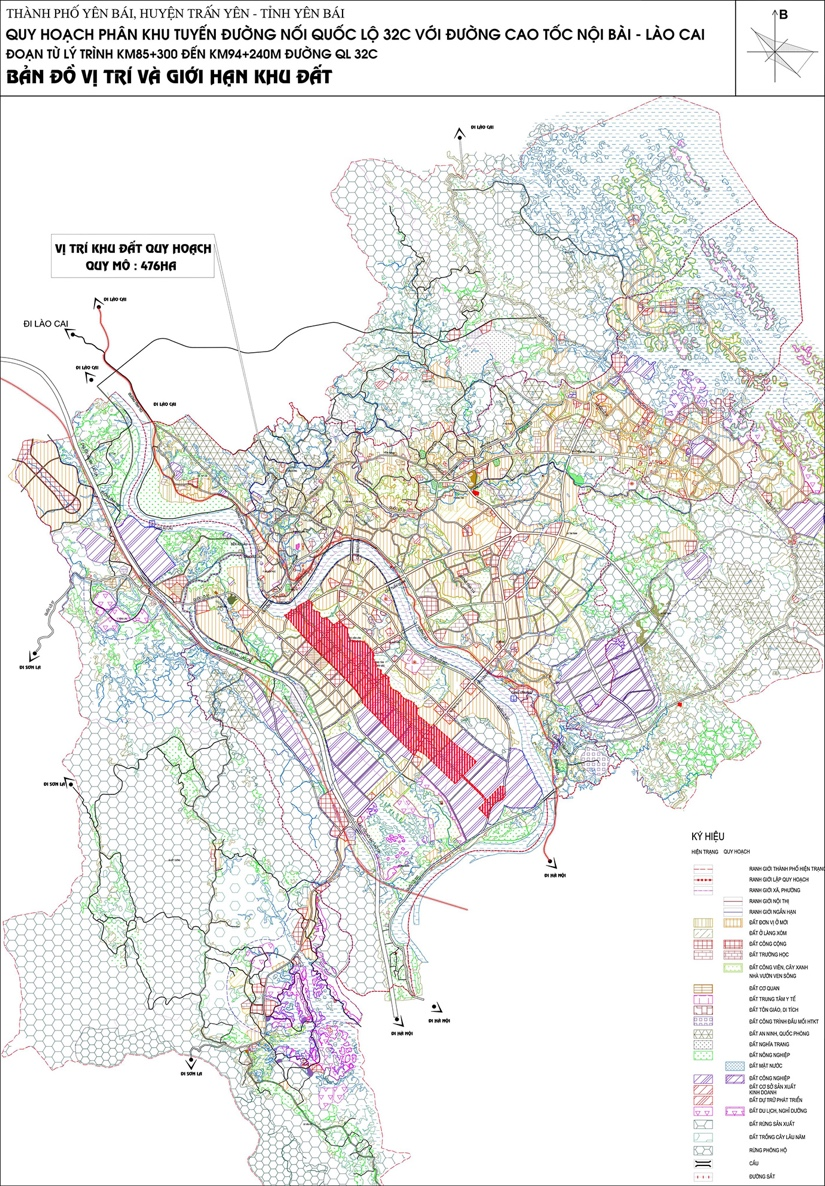 THÀNH PHỐ YÊN BÁI, HUYỆN TRẤN YÊN - TỈNH YÊN BÁI
QUY HOẠCH PHÂN KHU TUYẾN ĐƯỜNG NỐI QUỐC LỘ 32C VỚI ĐƯỜNG CAO TỐC NỘI BÀI - LÀO CAI
ĐOẠN TỪ LÝ TRÌNH KM85+300 ĐẾN KM94+240M ĐƯỜNG QL 32C
BẢN ĐỒ VỊ TRÍ VÀ GIỚI HẠN KHU ĐẤT
B
ĐI LÀO CAI
VỊ TRÍ KHU ĐẤT QUY HOẠCH
QUY MÔ : 476HA
ĐI LÀO CAI
ĐI LÀO CAI
ĐI LÀO CAI
ĐI LÀO CAI
ĐI SƠN LA
ĐI SƠN LA
ĐI HÀ NỘI
ĐI HÀ NỘI
ĐI HÀ NỘI
ĐI SƠN LA
KÝ HIỆU
HIỆN TRẠNG QUY HOẠCH
RANH GIỚI THÀNH PHỐ HIỆN TRẠNG
RANH GIỚI LẬP QUY HOẠCH
RANH GIỚI XÃ, PHƯỜNG
RANH GIỚI NỘI THỊ
RANH GIỚI NGẮN HẠN
ĐẤT ĐƠN VỊ Ở MỚI
ĐẤT Ở LÀNG XÓM
ĐẤT CÔNG CỘNG
ĐẤT TRƯỜNG HỌC
ĐẤT CÔNG VIÊN, CÂY XANH
NHÀ VƯỜN VEN SÔNG
ĐẤT CƠ QUAN
ĐẤT TRUNG TÂM Y TẾ
ĐẤT TÔN GIÁO, DI TÍCH
ĐẤT CÔNG TRÌNH ĐẦU MỐI HTKT
ĐẤT AN NINH, QUỐC PHÒNG
ĐẤT NGHĨA TRANG
ĐẤT NÔNG NGHIỆP
ĐẤT MẶT NƯỚC
ĐẤT CÔNG NGHIỆP
ĐẤT CƠ SỞ SẢN XUẤT
KINH DOANH
ĐẤT DỰ TRỮ PHÁT TRIỂN
ĐẤT DU LỊCH, NGHỈ DƯỠNG
ĐẤT RỪNG SẢN XUẤT
ĐẤT TRỒNG CÂY LÂU NĂM
RỪNG PHÒNG HỘ
CẦU
ĐƯỜNG SẮT